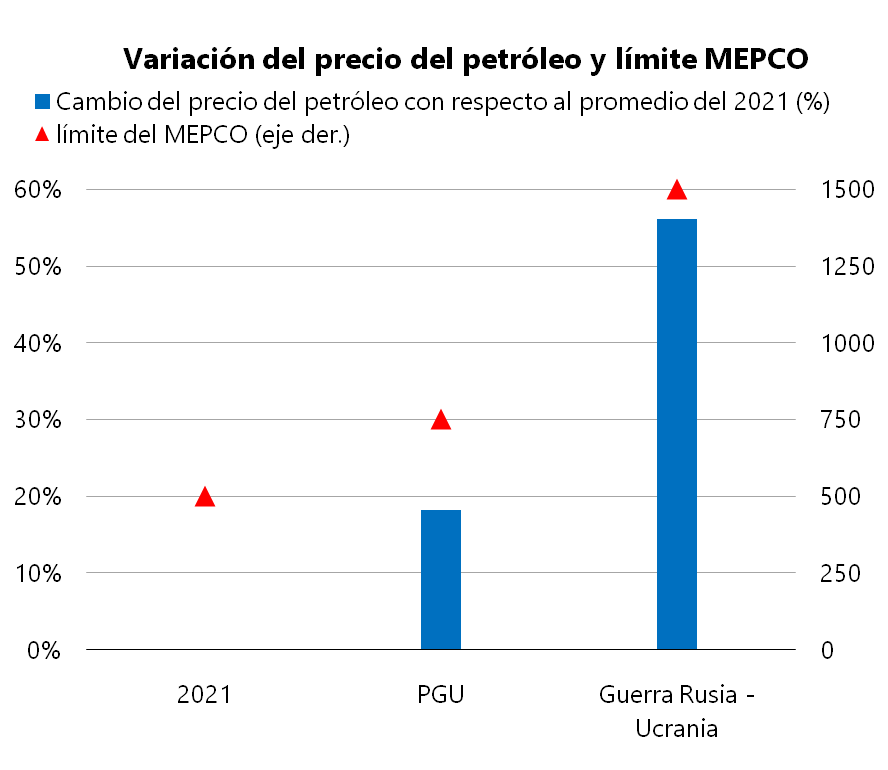 Variación del precio del petróleo y límite MEPCO
Cambio del precio del petróleo con respecto al promedio del 2021 (%)
límite del MEPCO (eje der.)
60% 1500
50% 1250
40% 1000
30% 750
20% 500
10% 250
0% 0
2021 PGU Guerra Rusia -
Ucrania